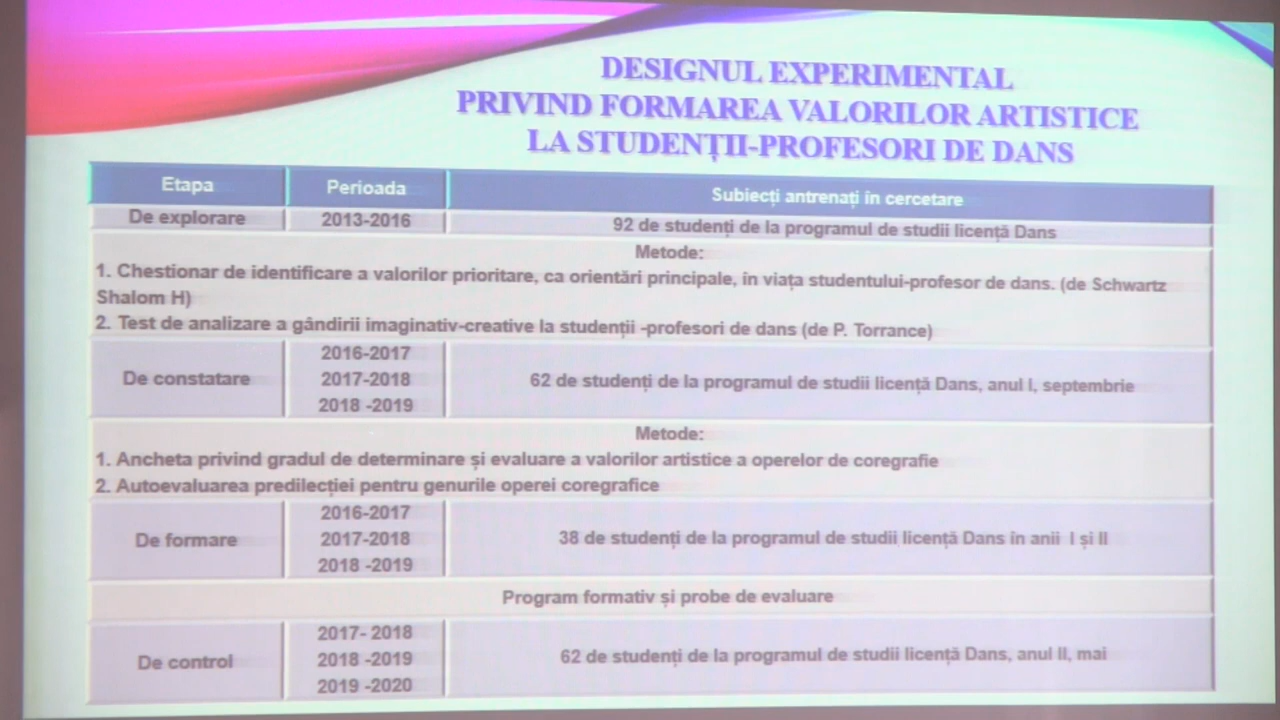 DESIGNUL EXPERIMENTAL
PRIVIND FORMAREA VALORILOR ARTISTICE
LA STUDENȚII-PROFESORI DE DANS
Etapa Perioada Subiecți antrenați în cercetare
De explorare 2013-2016 92 de studenți de la programul de studii licență Dans
Metode:
1. Chestionar de identificare a valorilor prioritare, ca orientări principale, în viața studentului-profesor de dans. (de Schwartz
Shalom H)
2. Test de analizare a gândirii imaginativ-creative la studenții -profesori de dans (de P. Torrance)
2016-2017
De constatare 2017-2018 62 de studenți de la programul de studii licență Dans, anul I, septembrie
2018 -2019
Metode:
1. Ancheta privind gradul de determinare și evaluare a valorilor artistice a operelor de coregrafie
2. Autoevaluarea predilecției pentru genurile operei coregrafice
2016-2017
De formare 2017-2018 38 de studenți de la programul de studii licență Dans în anii I și II
2018 -2019
Program formativ și probe de evaluare
2017- 2018
De control 2018 -2019 62 de studenți de la programul de studii licență Dans, anul II, mai
2019 -2020